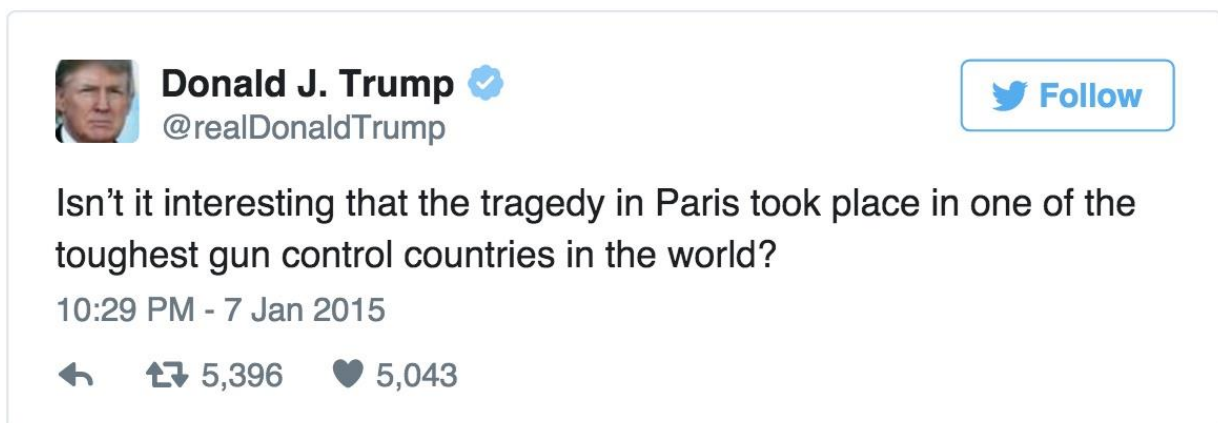 Donald J. Trump
@realDonaldTrump
Follow
Isn't it interesting that the tragedy in Paris took place in one of the
toughest gun control countries in the world?
10:29 PM - 7 Jan 2015
5,396 5,043